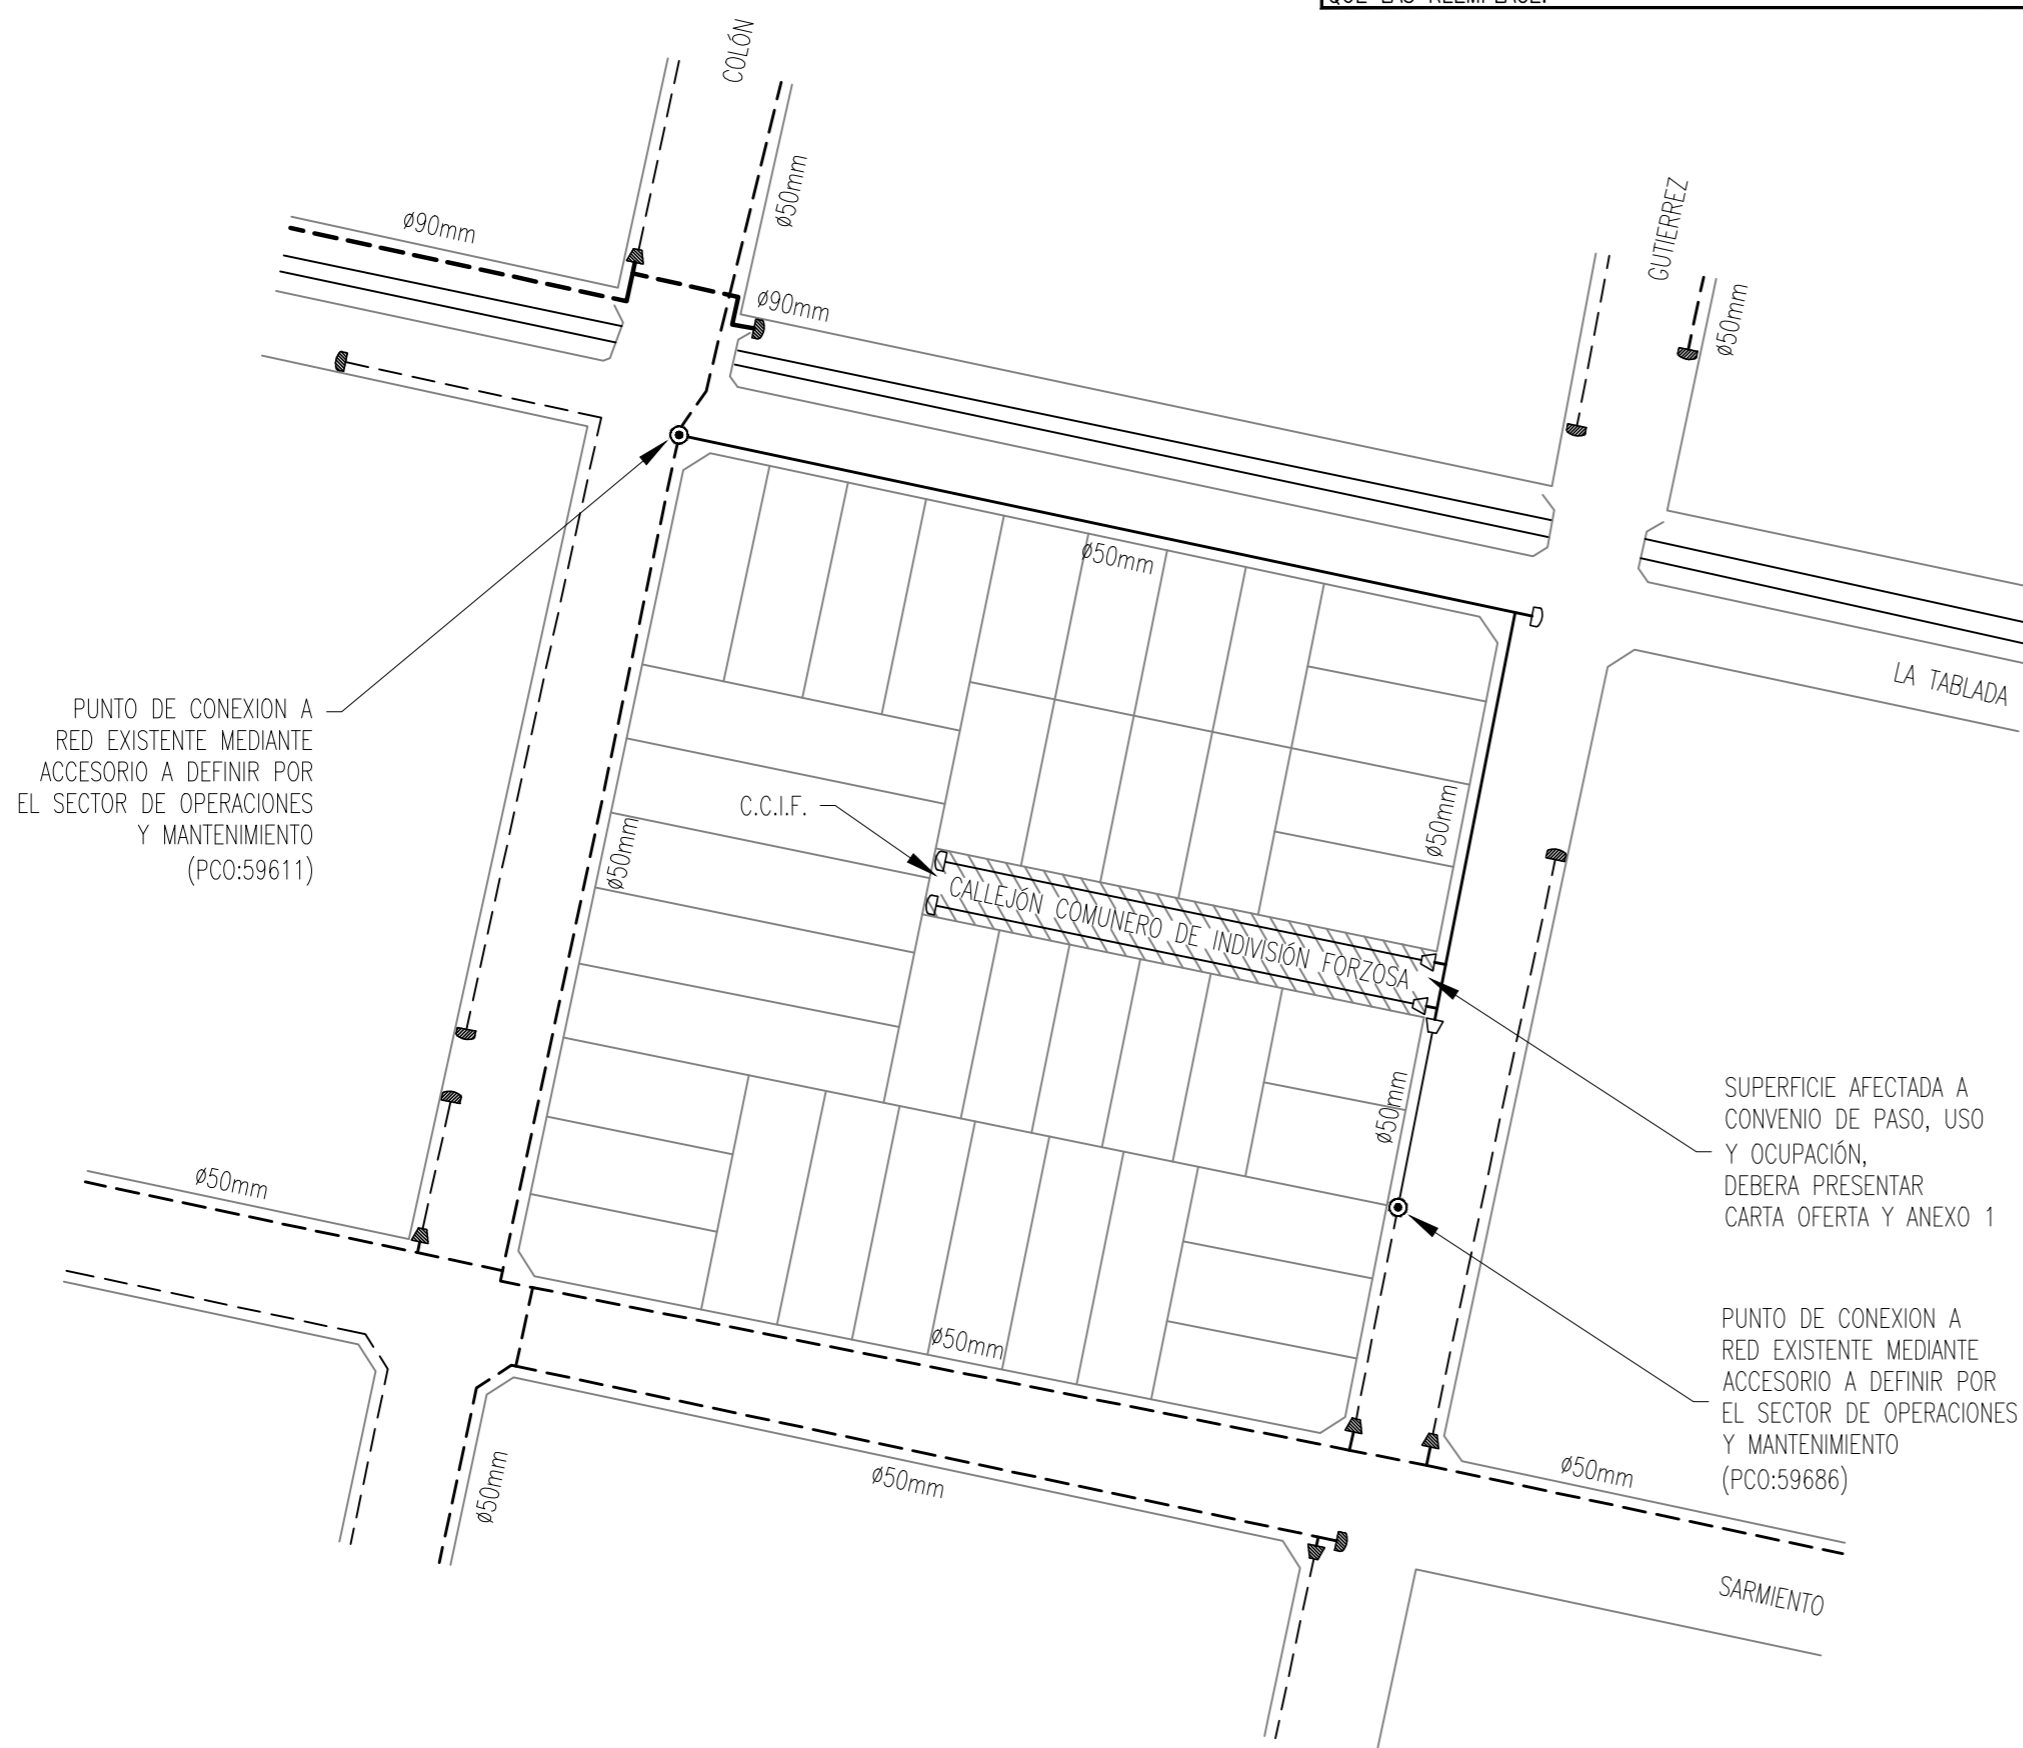 COLÓN
ø50mm
GUTIERREZ
ø50mm
ø90mm
ø90mm
ø50mm
LA TABLADA
PUNTO DE CONEXION A
RED EXISTENTE MEDIANTE
ACCESORIO A DEFINIR POR
EL SECTOR DE OPERACIONES
Y MANTENIMIENTO
(PCO:59611)
C.C.I.F.
ø50mm
ø50mm
CALLEJÓN COMUNERO DE INDIVISIÓN FORZOSA
SUPERFICIE AFECTADA A
CONVENIO DE PASO, USO
Y OCUPACIÓN,
DEBERA PRESENTAR
CARTA OFERTA Y ANEXO 1
ø50mm
ø50mm
PUNTO DE CONEXION A
RED EXISTENTE MEDIANTE
ACCESORIO A DEFINIR POR
EL SECTOR DE OPERACIONES
Y MANTENIMIENTO
(PCO:59686)
ø50mm
ø50mm
ø50mm
ø50mm
SARMIENTO